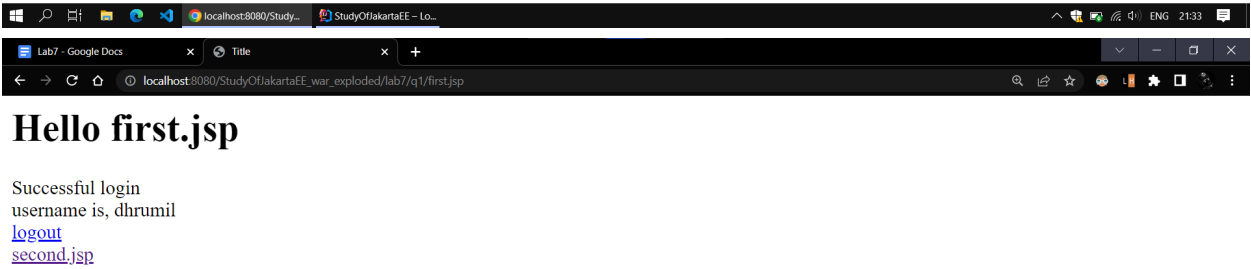 localhost:8080/Study...
StudyOfJakartaEE – Lo...
ENG
21:33
Lab7 - Google Docs
Title
localhost:8080/StudyOfJakartaEE_war_exploded/lab7/q1/first.jsp
Hello first.jsp
Successful login
username is, dhrumil
logout
second.jsp